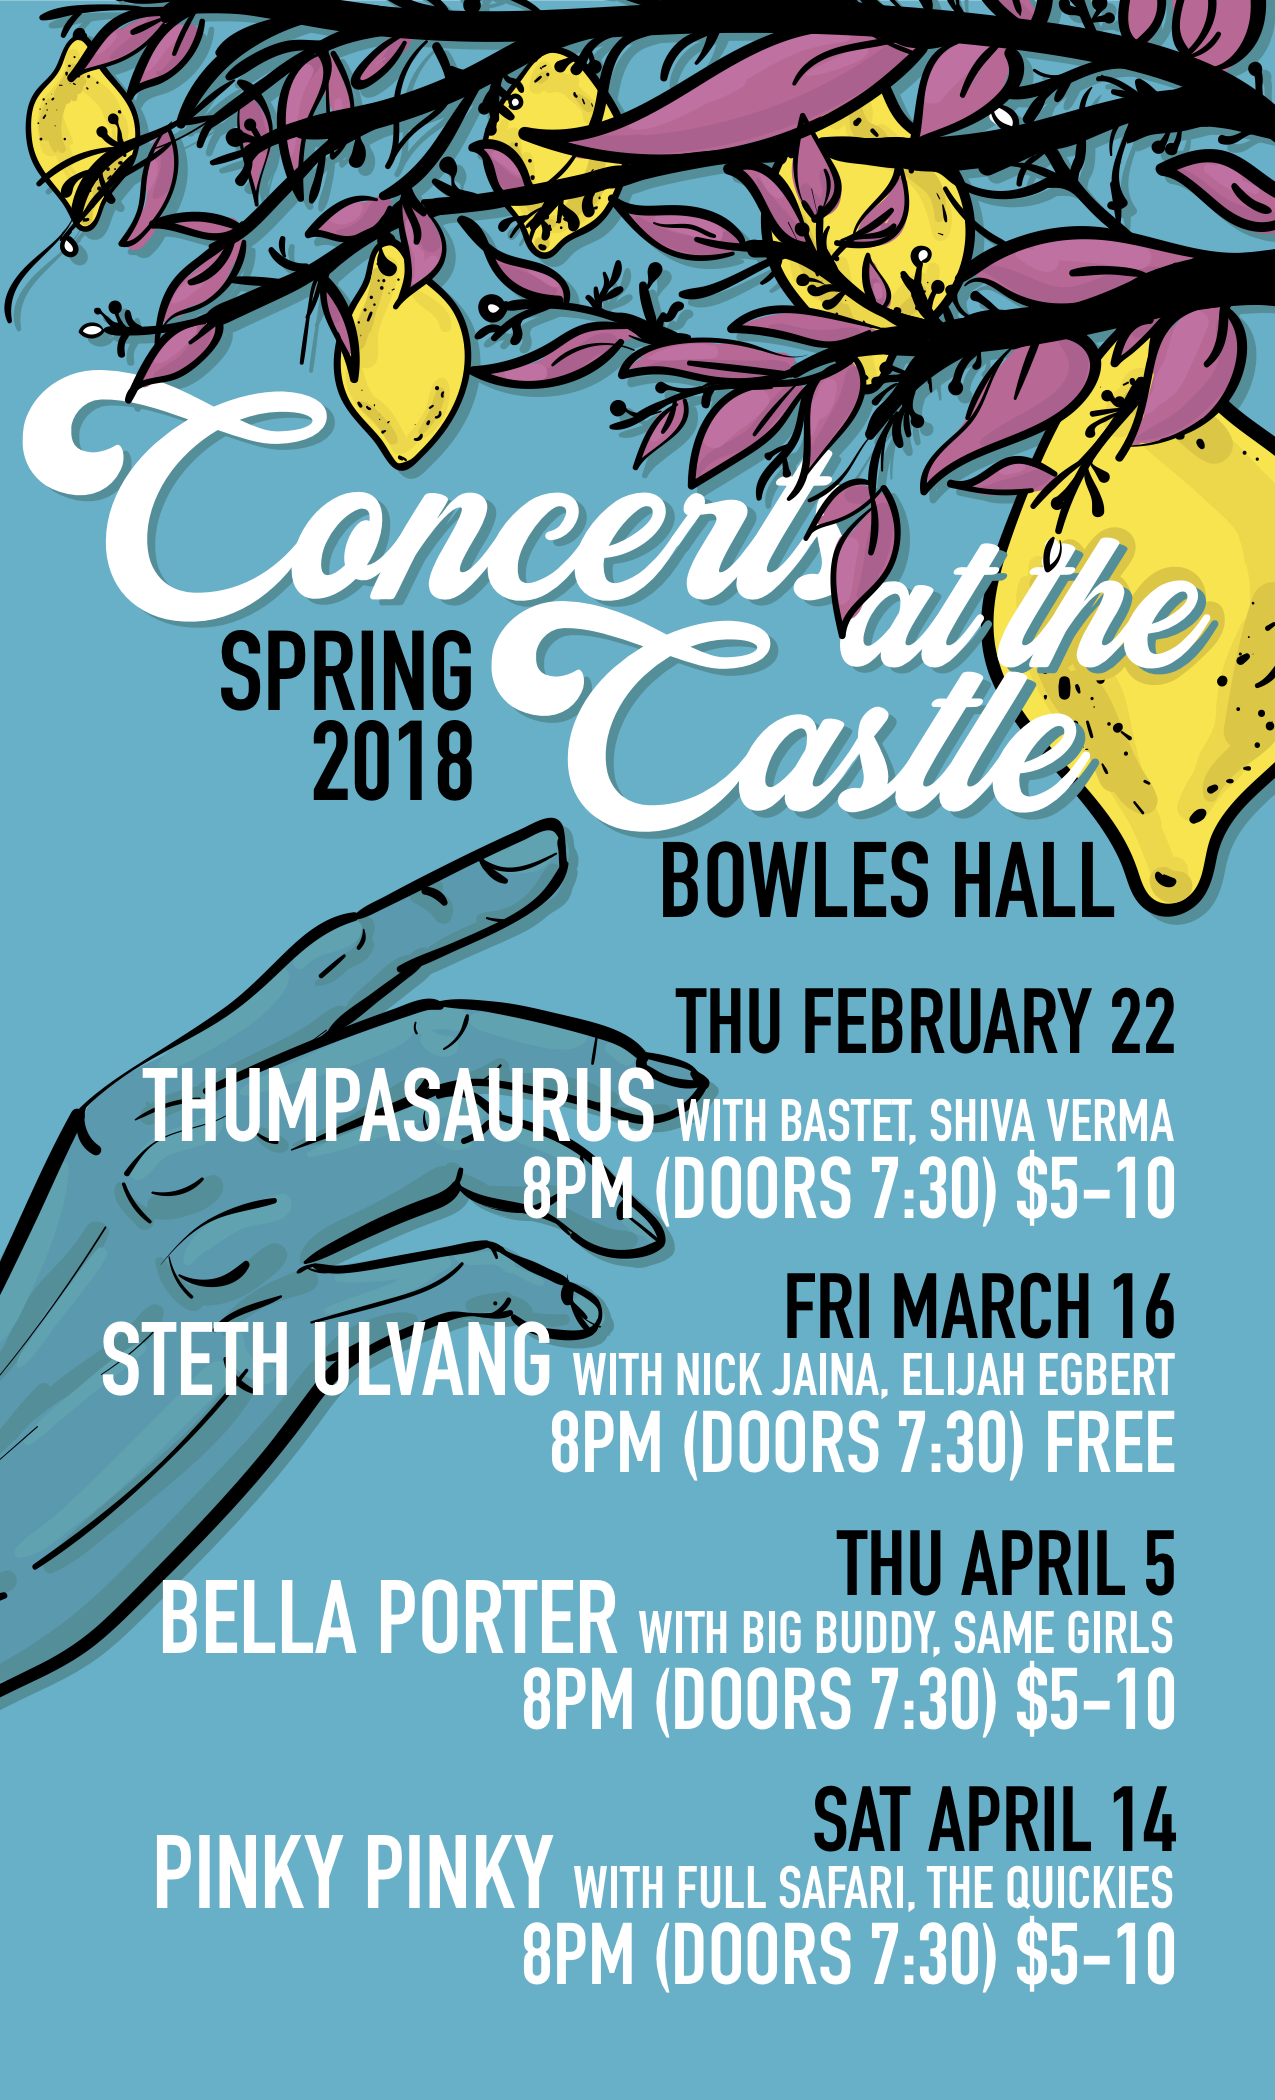 Concerts
at the
SPRING
2018
Castle
BOWLES HALL
THU FEBRUARY 22
THUMPASAURUS WITH BASTET, SHIVA VERMA
8PM (DOORS 7:30) $5–10
FRI MARCH 16
STETH ULVANG WITH NICK JAINA, ELIJAH EGBERT
8PM (DOORS 7:30) FREE
THU APRIL 5
BELLA PORTER WITH BIG BUDDY, SAME GIRLS
8PM (DOORS 7:30) $5–10
SAT APRIL 14
PINKY PINKY WITH FULL SAFARI, THE QUICKIES
8PM (DOORS 7:30) $5–10